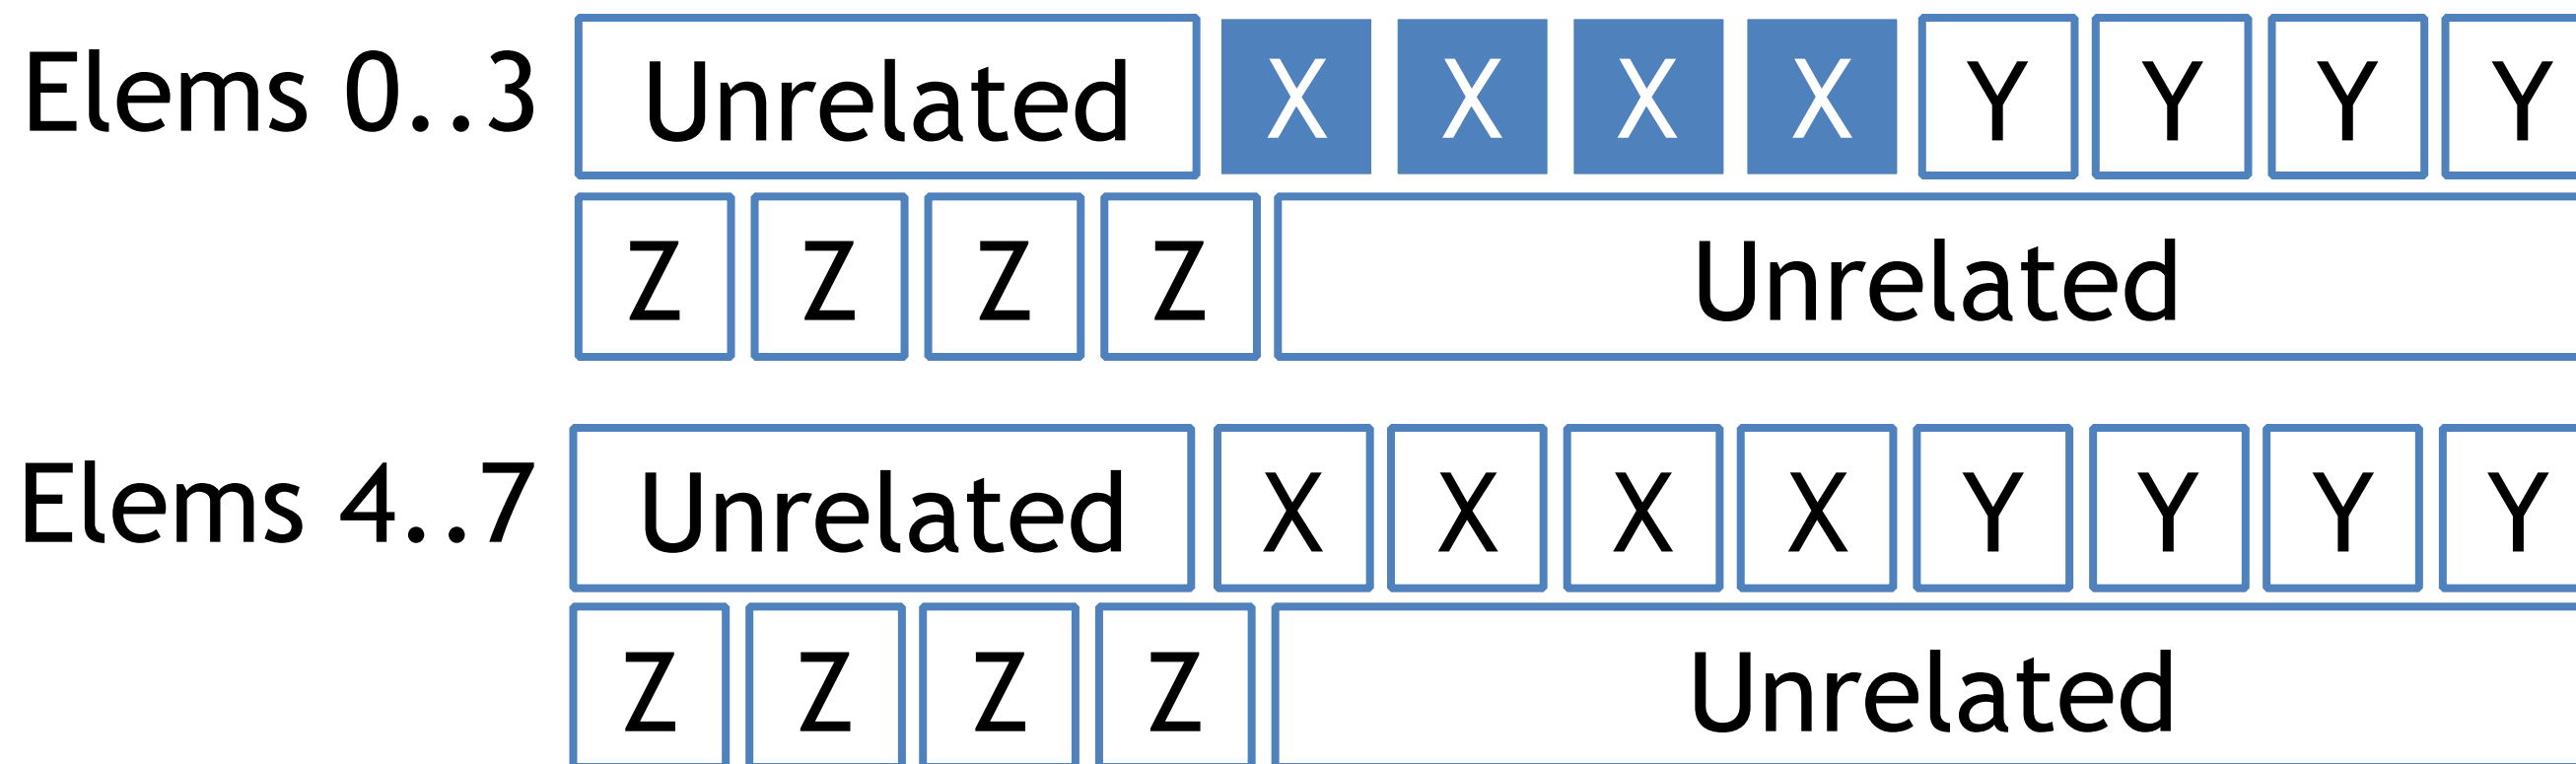 Elems 0..3 Unrelated X X X X Y Y Y Y
Z Z Z Z Unrelated
Elems 4..7 Unrelated X X X X Y Y Y Y
Z Z Z Z Unrelated